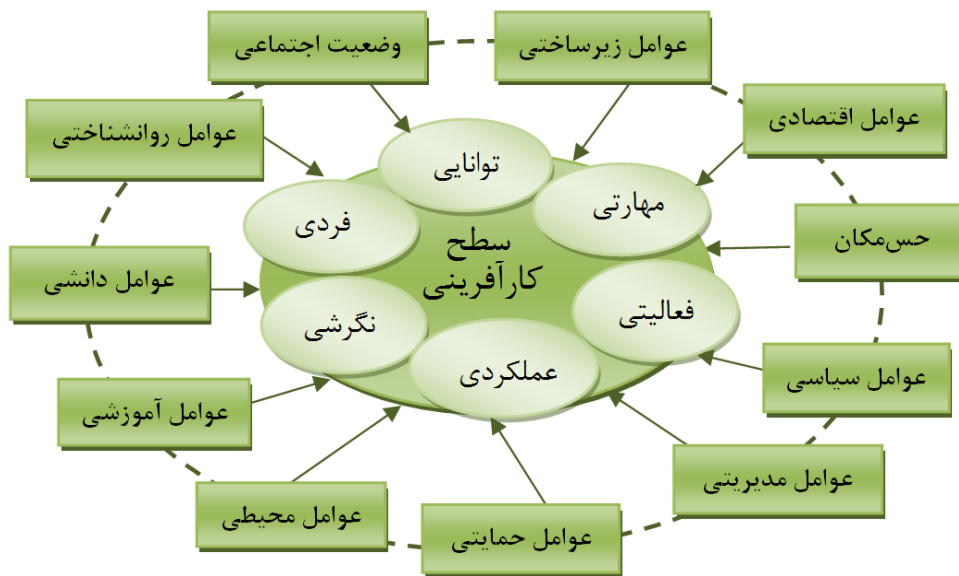 وضعیت اجتماعی
عوامل زیرساختی
عوامل اقتصادی
عوامل روانشناختی
توانایی
مهارتی
فردی
حس‌مکان
سطح
کارآفرینی
عوامل دانشی
فعالیتی
نگرشی
عملکردی
عوامل سیاسی
عوامل آموزشی
عوامل مدیریتی
عوامل محیطی
عوامل حمایتی